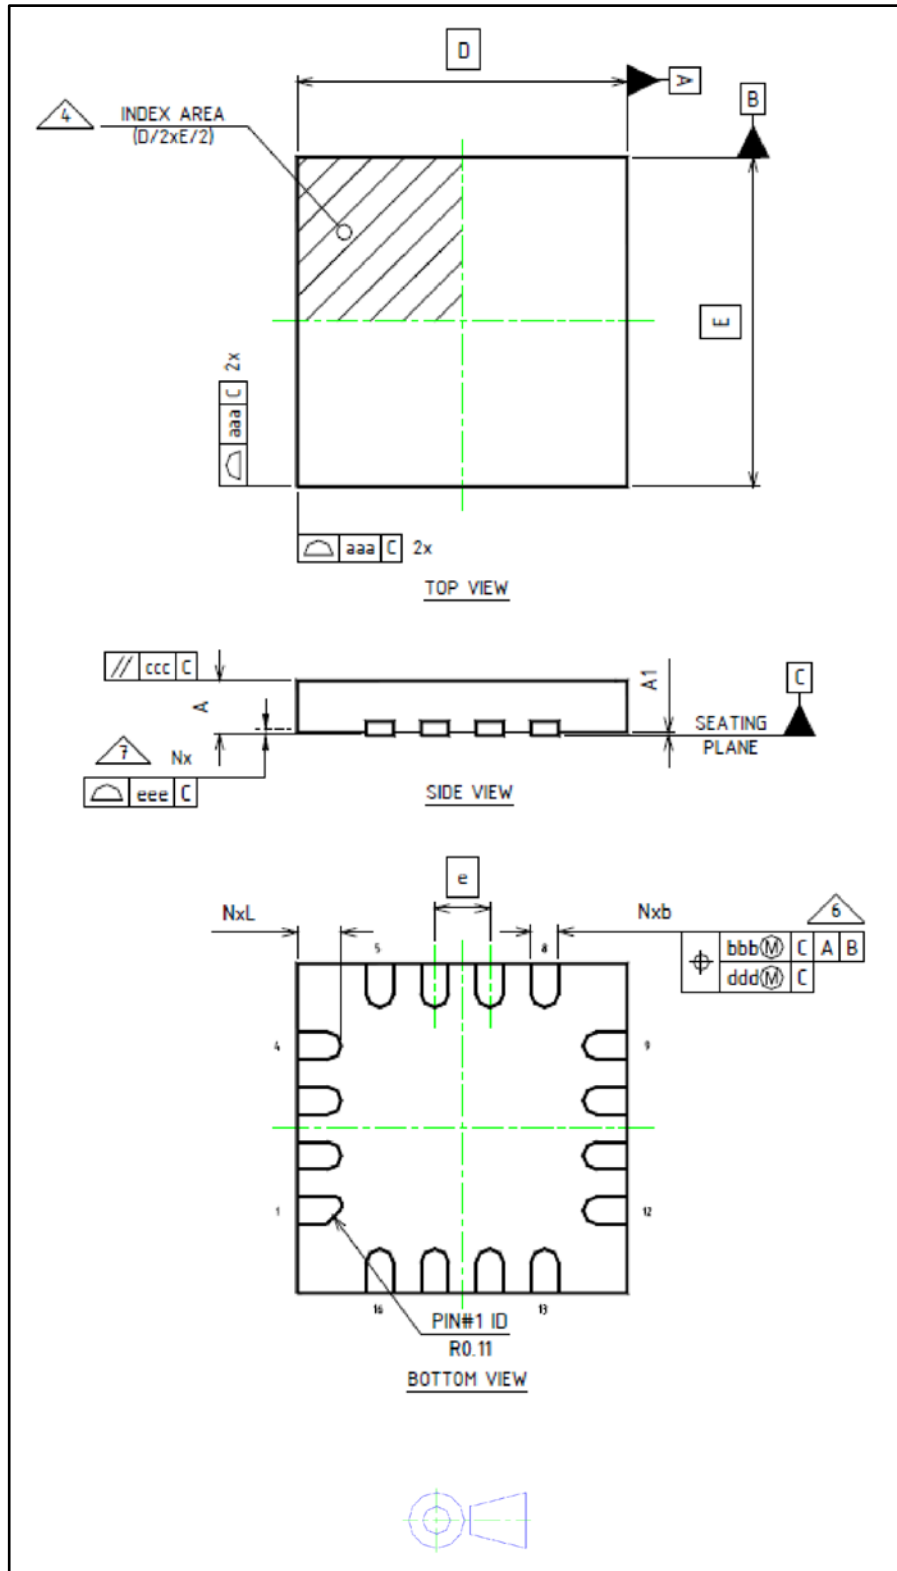 D
A
B
4
INDEX AREA
(D/2xE/2)
E
aaa C 2x
aaa C 2x
TOP VIEW
// ccc C
A
A1
C
SEATING
PLANE
7 Nx
eee C
SIDE VIEW
e
NxL
Nxb
6
5
8
bbb Ⓜ C A B
ddd Ⓜ C
4
9
1
12
16
13
PIN#1 ID
R0.11
BOTTOM VIEW